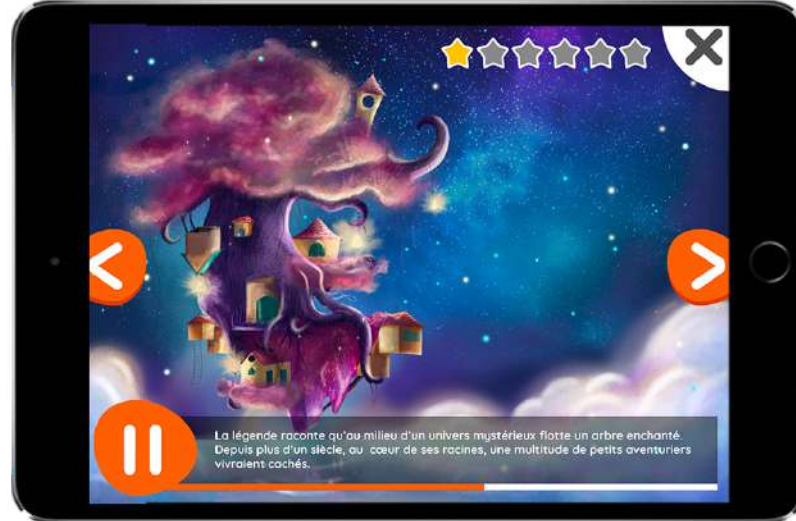 La légende raconte qu'au milieu d'un univers mystérieux flotte un arbre enchanté.
Depuis plus d'un siècle, au cœur de ses racines, une multitude de petits aventuriers
vivraient cachés.